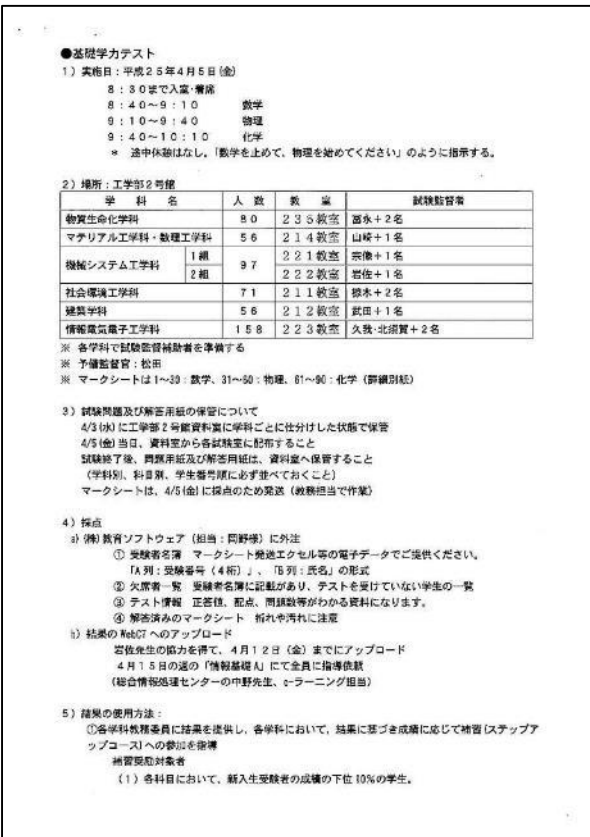 ●基礎学力テスト
1）実施日：平成25年4月5日(金)
8：30まで入室・着席
8：40～9：10 数学
9：10～9：40 物理
9：40～10：10 化学
＊ 途中休憩はなし。「数学を止めて、物理を始めてください」のように指示する。
2）場所：工学部2号館
学 科 名 人 数 教 室 試験監督者
物質生命化学科 80 235教室 冨永＋2名
マテリアル工学科・数理工学科 56 214教室 山崎＋1名
機械システム工学科 1組 97 221教室 宗像＋1名
2組 222教室 岩佐＋1名
社会環境工学科 71 211教室 椋木＋2名
建築学科 56 212教室 武田＋1名
情報電気電子工学科 158 223教室 久我・北須賀＋2名
※ 各学科で試験監督補助者を準備する
※ 予備監督官：松田
※ マークシートは1～30：数学、31～60：物理、61～90：化学（詳細別紙）
3）試験問題及び解答用紙の保管について
4/3(水)に工学部2号館資料室に学科ごとに仕分けした状態で保管
4/5(金)当日、資料室から各試験室に配布すること
試験終了後、問題用紙及び解答用紙は、資料室へ保管すること
（学科別、科目別、学生番号順に必ず並べておくこと）
マークシートは、4/5(金)に採点のため発送（教務担当で作業）
4）採点
a)(株)教育ソフトウェア（担当：岡野様）に外注
① 受験者名簿 マークシート発送エクセル等の電子データでご提供ください。
「A列：受験番号（4桁）」、「B列：氏名」の形式
② 欠席者一覧 受験者名簿に記載があり、テストを受けていない学生の一覧
③ テスト情報 正答値、配点、問題数等がわかる資料になります。
④ 解答済みのマークシート 折れや汚れに注意
b) 結果のWebCTへのアップロード
岩佐先生の協力を得て、4月12日（金）までにアップロード
4月15日の週の「情報基礎A」にて全員に指導依頼
（総合情報処理センターの中野先生、e-ラーニング担当）
5）結果の使用方法：
①各学科教務委員に結果を提供し、各学科において、結果に基づき成績に応じて補習(ステップア
ップコース)への参加を指導
補習奨励対象者
（1）各科目において、新入生受験者の成績の下位10％の学生。